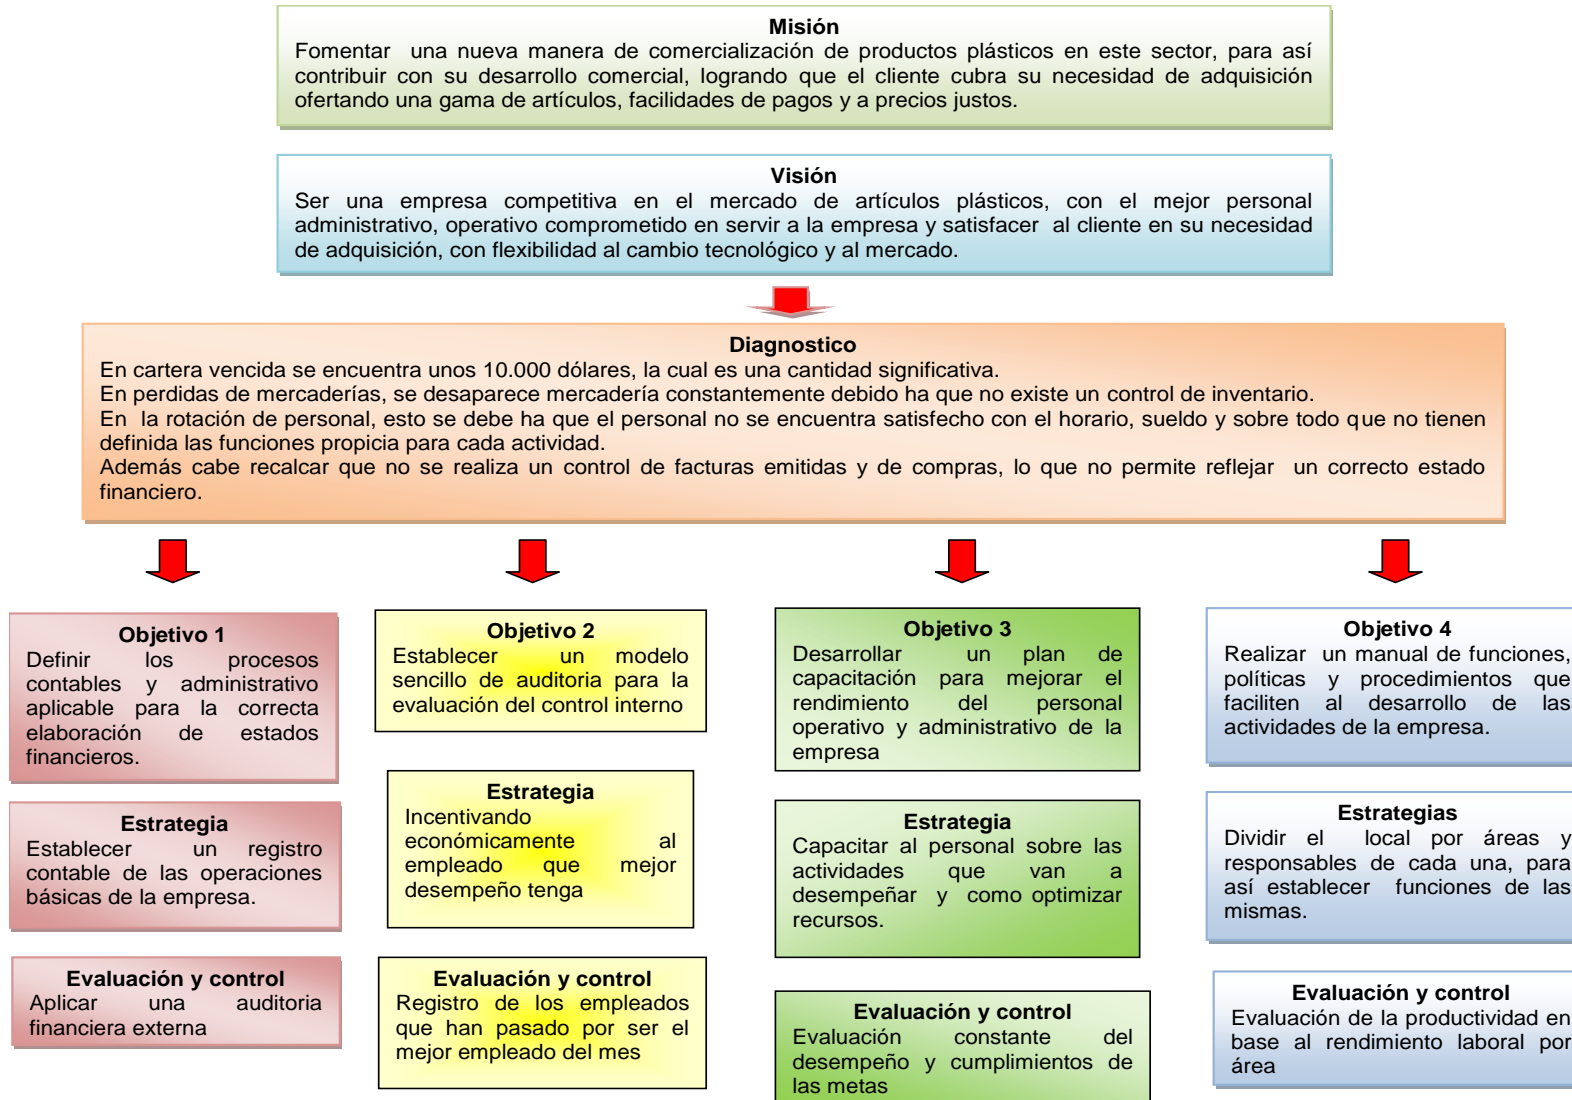 Misión
Fomentar una nueva manera de comercialización de productos plásticos en este sector, para así
contribuir con su desarrollo comercial, logrando que el cliente cubra su necesidad de adquisición
ofertando una gama de artículos, facilidades de pagos y a precios justos.
Visión
Ser una empresa competitiva en el mercado de artículos plásticos, con el mejor personal
administrativo, operativo comprometido en servir a la empresa y satisfacer al cliente en su necesidad
de adquisición, con flexibilidad al cambio tecnológico y al mercado.
Diagnostico
En cartera vencida se encuentra unos 10.000 dólares, la cual es una cantidad significativa.
En perdidas de mercaderías, se desaparece mercadería constantemente debido ha que no existe un control de inventario.
En la rotación de personal, esto se debe ha que el personal no se encuentra satisfecho con el horario, sueldo y sobre todo que no tienen
definida las funciones propicia para cada actividad.
Además cabe recalcar que no se realiza un control de facturas emitidas y de compras, lo que no permite reflejar un correcto estado
financiero.
Objetivo 1
Definir los procesos
contables y administrativo
aplicable para la correcta
elaboración de estados
financieros.
Estrategia
Establecer un registro
contable de las operaciones
básicas de la empresa.
Evaluación y control
Aplicar una auditoria
financiera externa
Objetivo 2
Establecer un modelo
sencillo de auditoria para la
evaluación del control interno
Estrategia
Incentivando
económicamente al
empleado que mejor
desempeño tenga
Evaluación y control
Registro de los empleados
que han pasado por ser el
mejor empleado del mes
Objetivo 3
Desarrollar un plan de
capacitación para mejorar el
rendimiento del personal
operativo y administrativo de la
empresa
Estrategia
Capacitar al personal sobre las
actividades que van a
desempeñar y como optimizar
recursos.
Evaluación y control
Evaluación constante del
desempeño y cumplimientos de
las metas
Objetivo 4
Realizar un manual de funciones,
políticas y procedimientos que
faciliten al desarrollo de las
actividades de la empresa.
Estrategias
Dividir el local por áreas y
responsables de cada una, para
así establecer funciones de las
mismas.
Evaluación y control
Evaluación de la productividad en
base al rendimiento laboral por
área